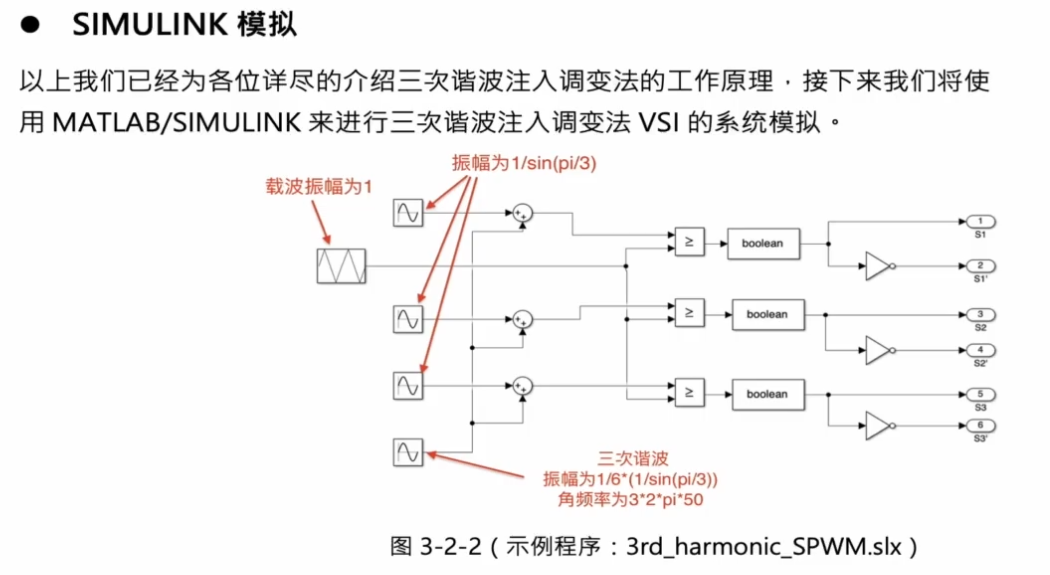 ● SIMULINK 模拟
以上我们已经为各位详尽的介绍三次谐波注入调变法的工作原理，接下来我们将使
用 MATLAB/SIMULINK 来进行三次谐波注入调变法 VSI 的系统模拟。
振幅为1/sin(pi/3)
载波振幅为1
≥
boolean
1
S1
2
S1'
≥
boolean
3
S2
4
S2'
≥
boolean
5
S3
6
S3'
三次谐波
振幅为1/6*(1/sin(pi/3))
角频率为3*2*pi*50
图 3-2-2（示例程序：3rd_harmonic_SPWM.slx）